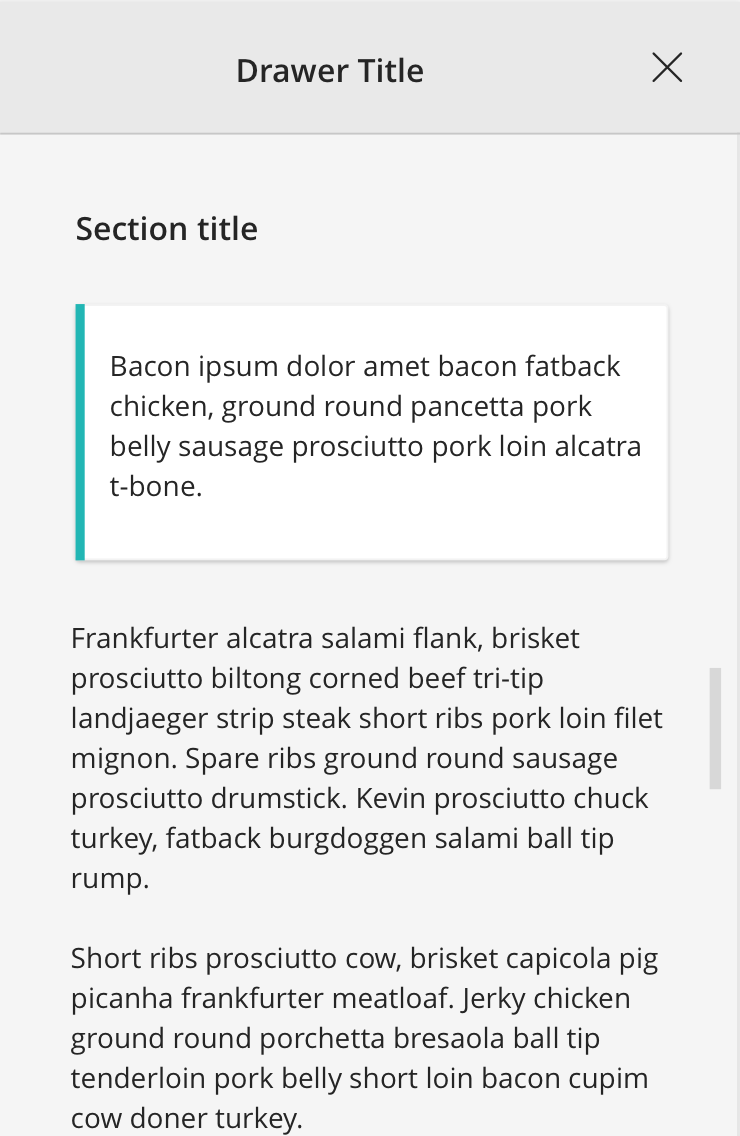 Drawer Title
Section title
Bacon ipsum dolor amet bacon fatback
chicken, ground round pancetta pork
belly sausage prosciutto pork loin alcatra
t-bone.
Frankfurter alcatra salami flank, brisket
prosciutto biltong corned beef tri-tip
landjaeger strip steak short ribs pork loin filet
mignon. Spare ribs ground round sausage
prosciutto drumstick. Kevin prosciutto chuck
turkey, fatback burgdoggen salami ball tip
rump.
Short ribs prosciutto cow, brisket capicola pig
picanha frankfurter meatloaf. Jerky chicken
ground round porchetta bresaola ball tip
tenderloin pork belly short loin bacon cupim
cow doner turkey.